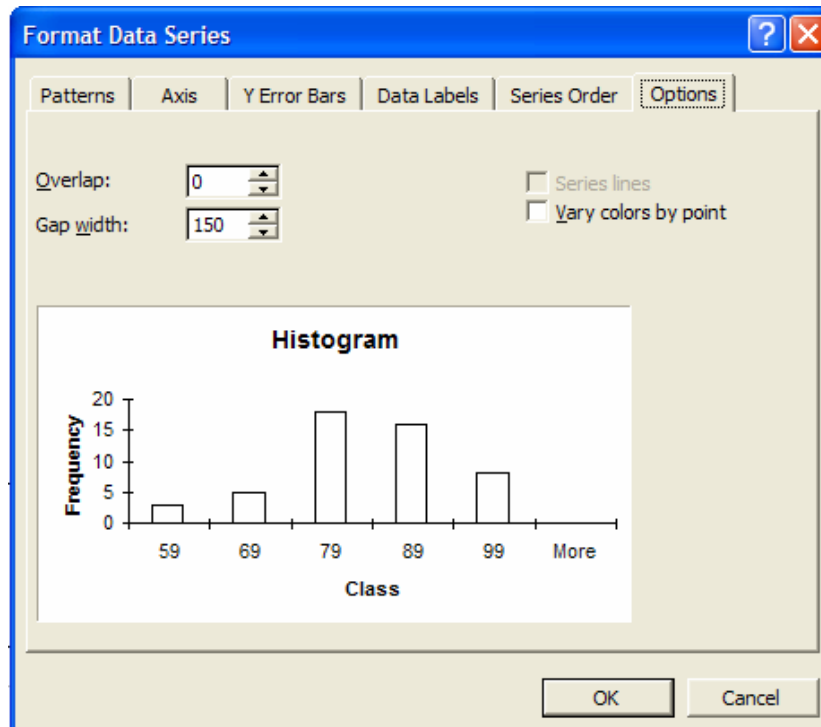 Format Data Series
Patterns Axis Y Error Bars Data Labels Series Order Options
Overlap: 0
Gap width: 150
Series lines
Vary colors by point
Histogram
Frequency
20
15
10
5
0
59 69 79 89 99 More
Class
OK Cancel